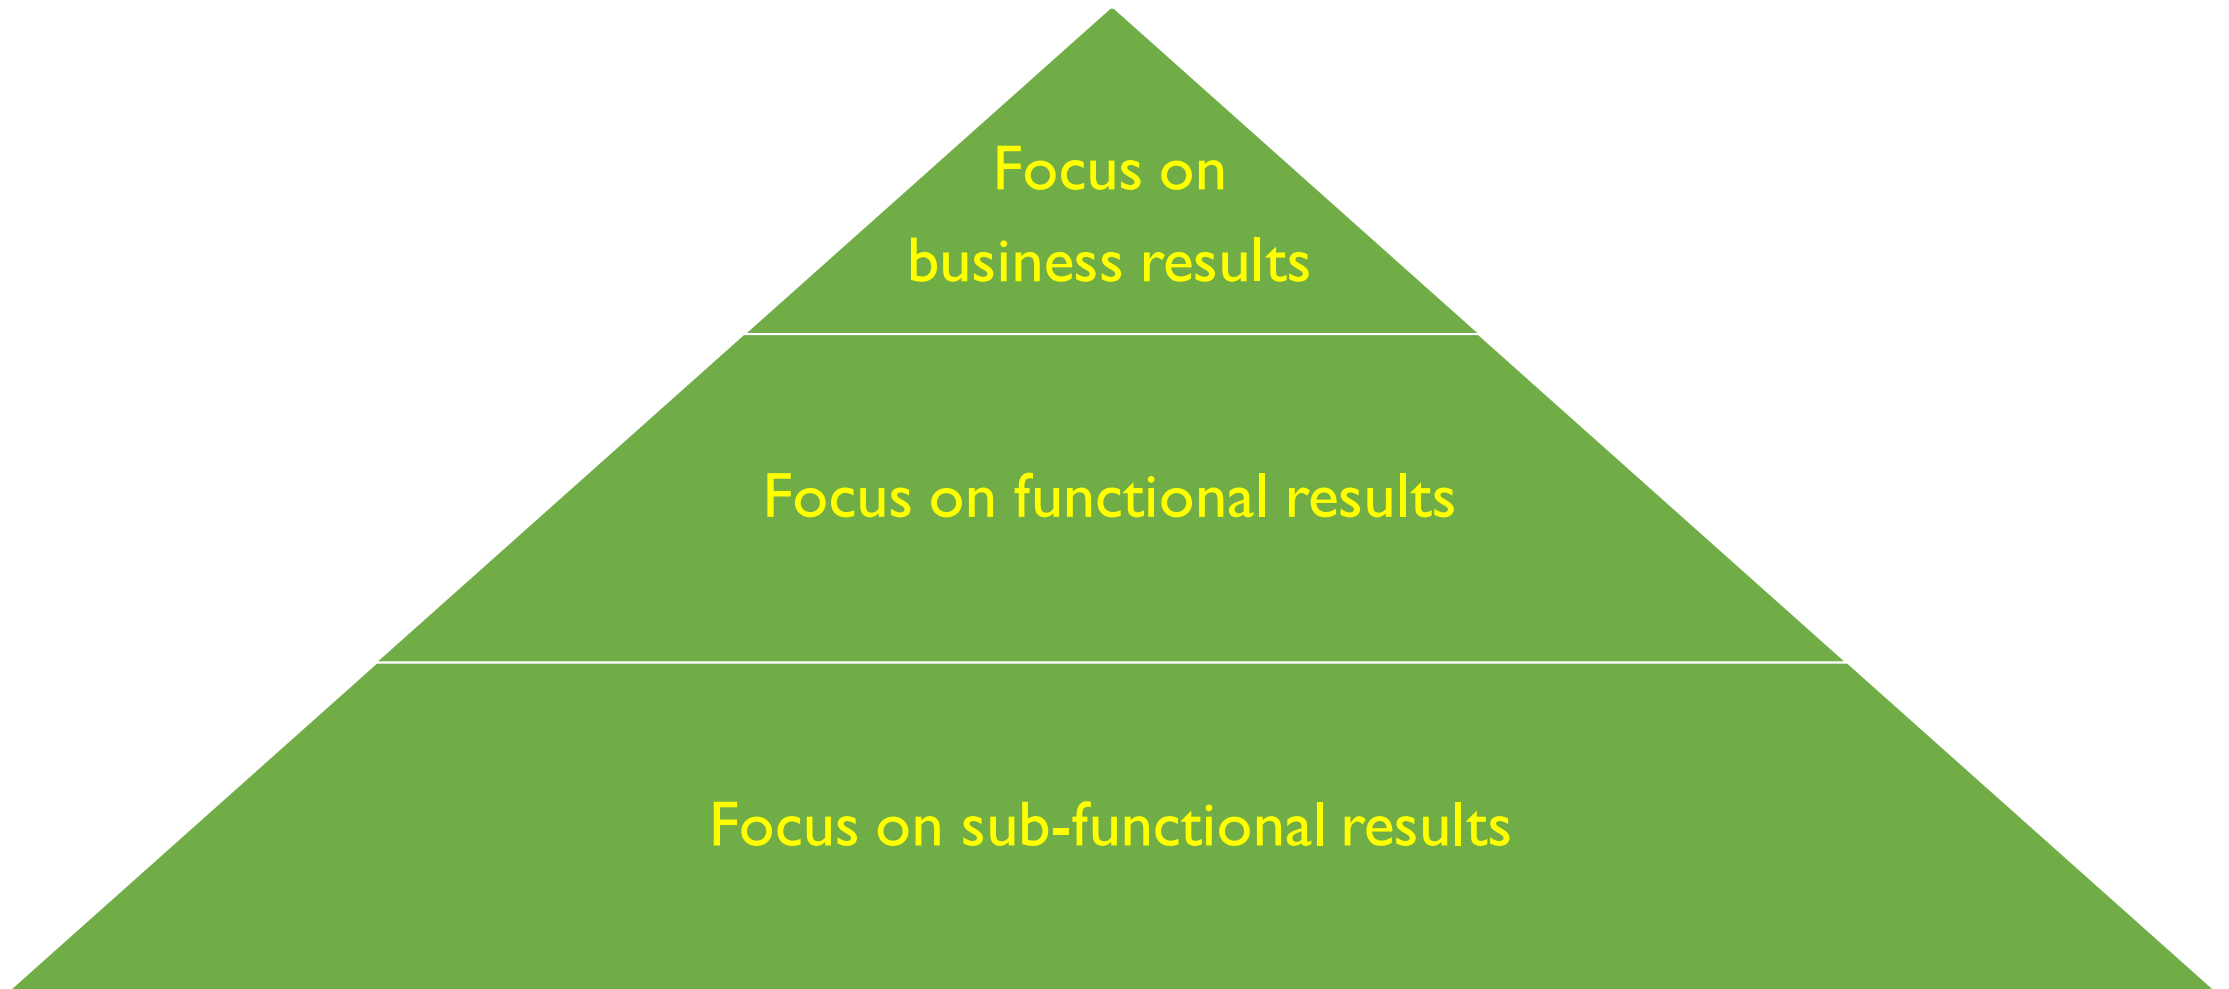 Focus on
business results
Focus on functional results
Focus on sub-functional results